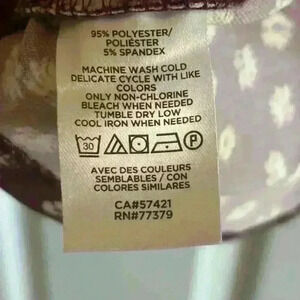 95% POLYESTER/
POLIÉSTER
5% SPANDEX
MACHINE WASH COLD
DELICATE CYCLE WITH LIKE
COLORS
ONLY NON-CHLORINE
BLEACH WHEN NEEDED
TUMBLE DRY LOW
COOL IRON WHEN NEEDED
30 P
AVEC DES COULEURS
SEMBLABLES / CON
COLORES SIMILARES
CA#57421
RN#77379